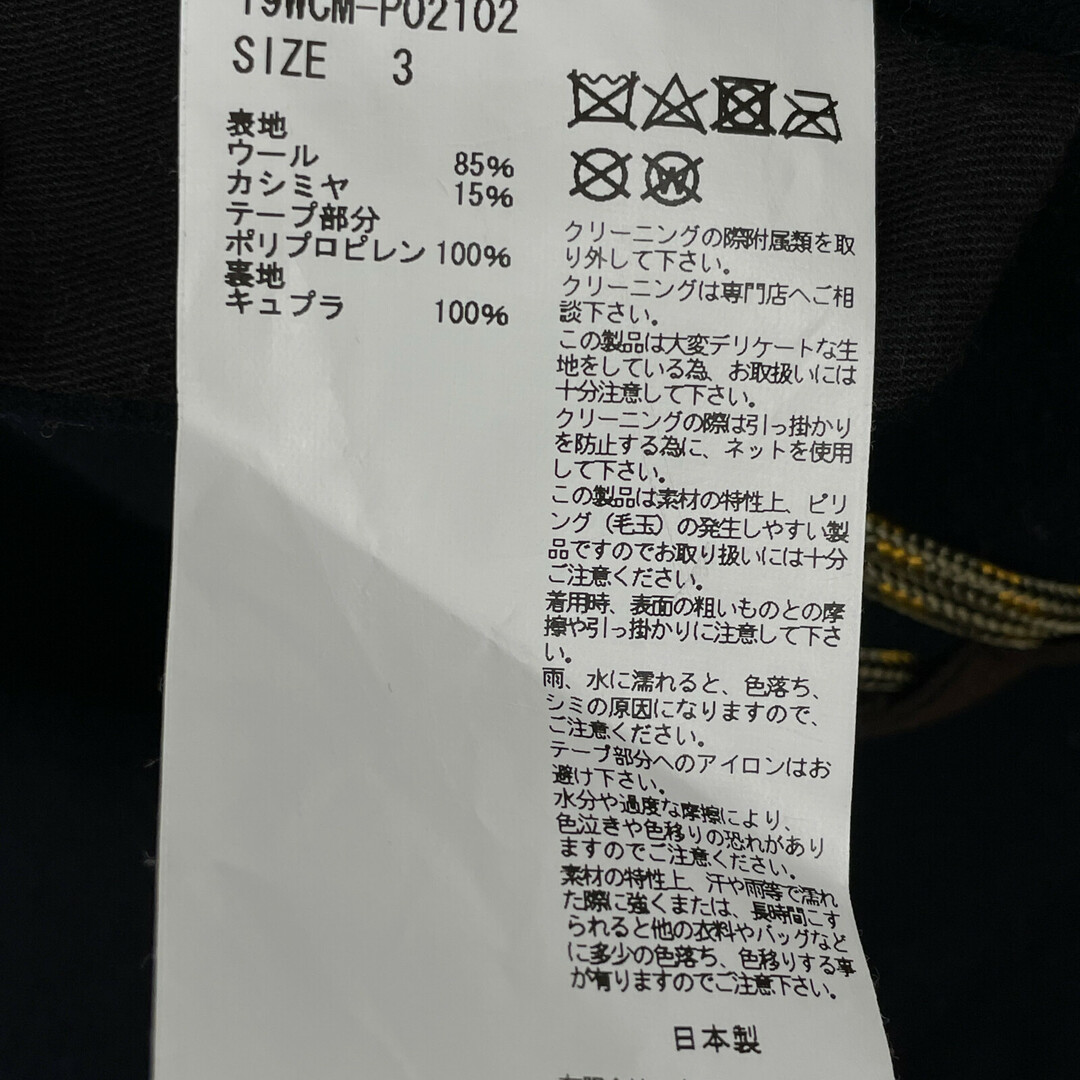 19WCM-P02102
SIZE 3
表地
ウール 85%
カシミヤ 15%
テープ部分
ポリプロピレン 100%
裏地
キュプラ 100%
W
クリーニングの際附属類を取
り外して下さい。
クリーニングは専門店へご相
談下さい。
この製品は大変デリケートな生
地をしている為、お取扱いには
十分注意して下さい。
クリーニングの際は引っ掛かり
を防止する為に、ネットを使用
して下さい。
この製品は素材の特性上、ピリ
ング（毛玉）の発生しやすい製
品ですのでお取り扱いには十分
ご注意ください。
着用時、表面の粗いものとの摩
擦や引っ掛かりに注意して下さ
い。
雨、水に濡れると、色落ち、
シミの原因になりますので、
ご注意ください。
テープ部分へのアイロンはお
避け下さい。
水分や過度な摩擦により、
色泣きや色移りの恐れがあり
ますのでご注意ください。
素材の特性上、汗や雨等で濡れ
た際に強くまたは、長時間こす
られると他の衣料やバッグなど
に多少の色落ち、色移りする事
が有りますのでご注意下さい。
日本製